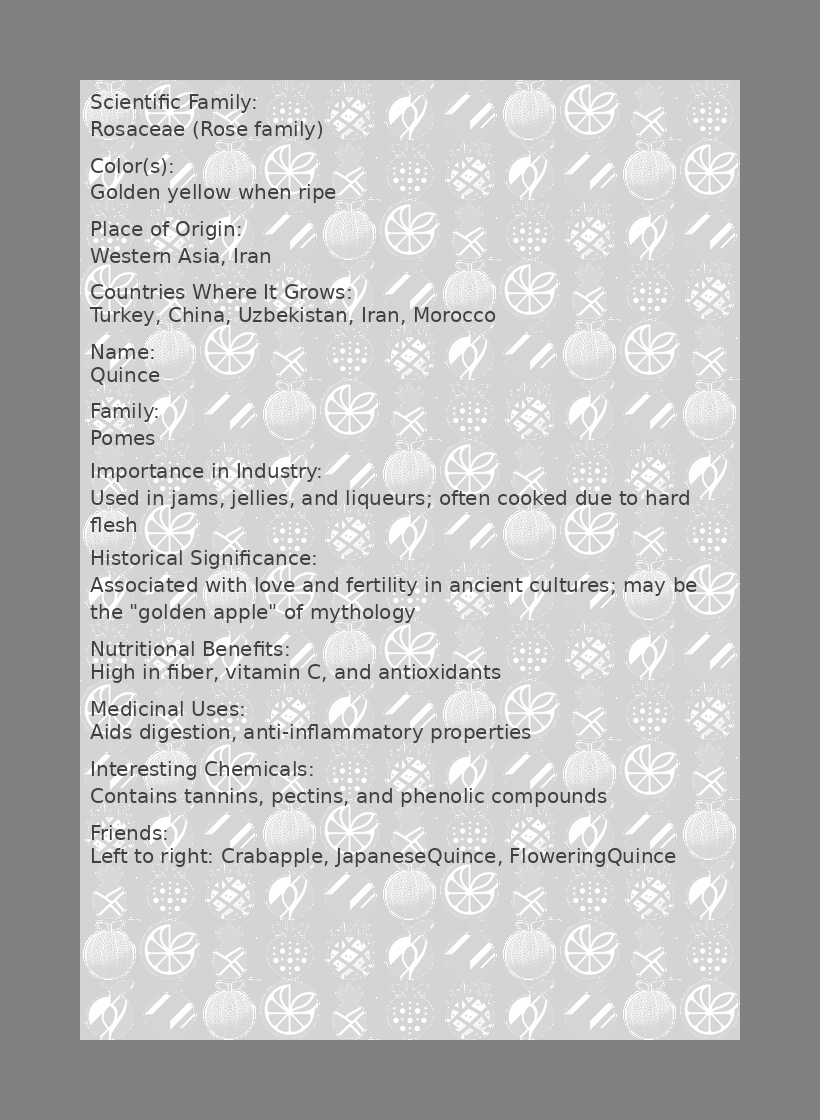 Scientific Family:
Rosaceae (Rose family)
Color(s):
Golden yellow when ripe
Place of Origin:
Western Asia, Iran
Countries Where It Grows:
Turkey, China, Uzbekistan, Iran, Morocco
Name:
Quince
Family:
Pomes
Importance in Industry:
Used in jams, jellies, and liqueurs; often cooked due to hard
flesh
Historical Significance:
Associated with love and fertility in ancient cultures; may be
the "golden apple" of mythology
Nutritional Benefits:
High in fiber, vitamin C, and antioxidants
Medicinal Uses:
Aids digestion, anti-inflammatory properties
Interesting Chemicals:
Contains tannins, pectins, and phenolic compounds
Friends:
Left to right: Crabapple, JapaneseQuince, FloweringQuince